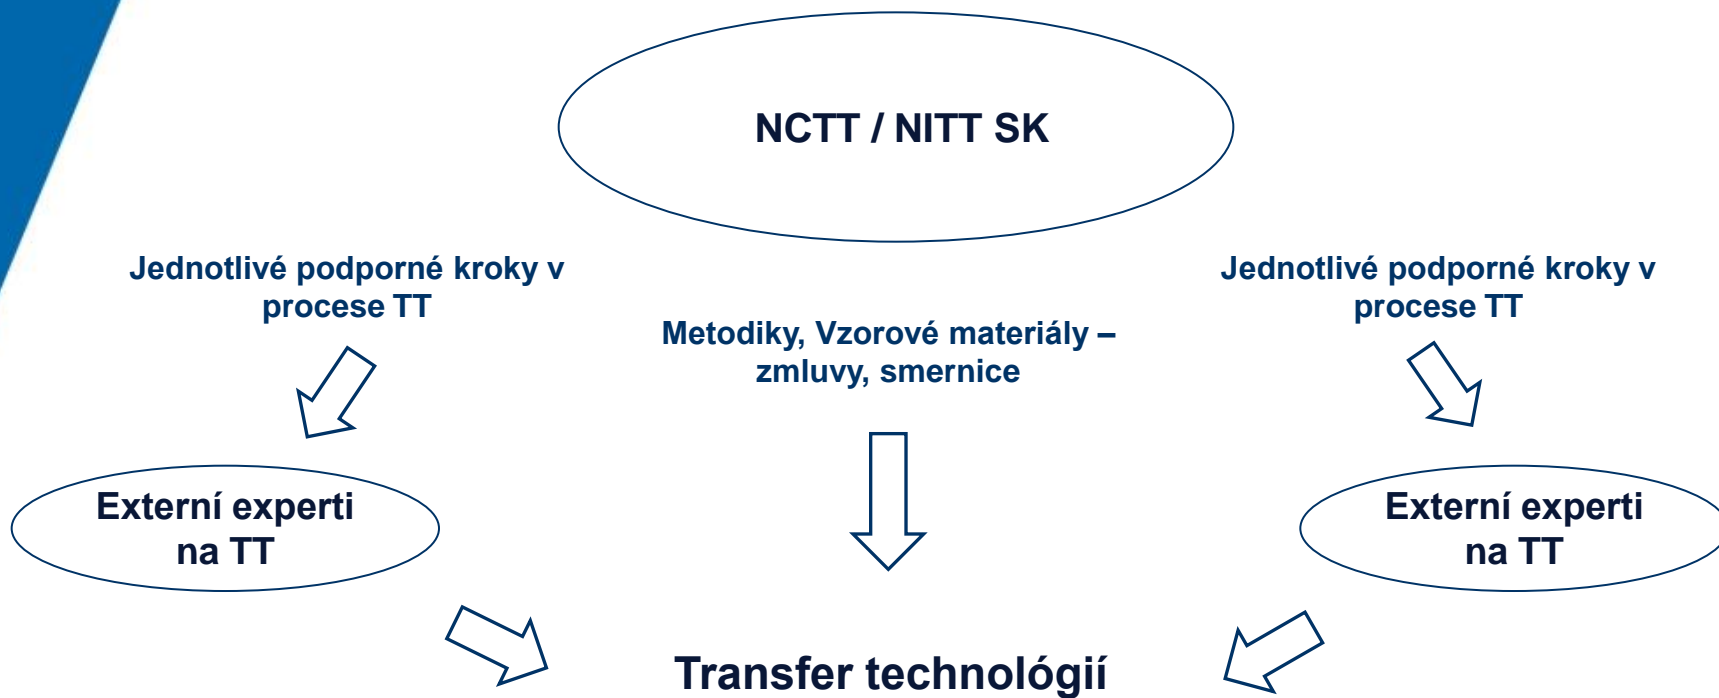 NCTT / NITT SK
Jednotlivé podporné kroky v
procese TT
Jednotlivé podporné kroky v
procese TT
Metodiky, Vzorové materiály –
zmluvy, smernice
Externí experti
na TT
Externí experti
na TT
Transfer technológií